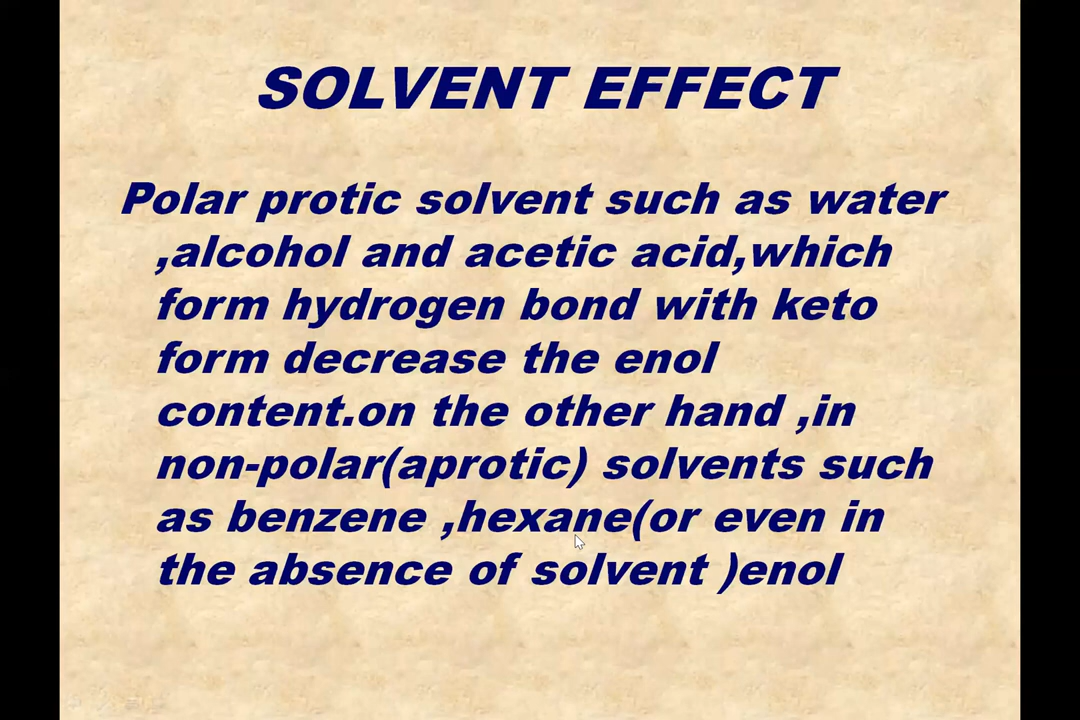 SOLVENT EFFECT
Polar protic solvent such as water
,alcohol and acetic acid,which
form hydrogen bond with keto
form decrease the enol
content.on the other hand ,in
non-polar(aprotic) solvents such
as benzene ,hexane(or even in
the absence of solvent )enol